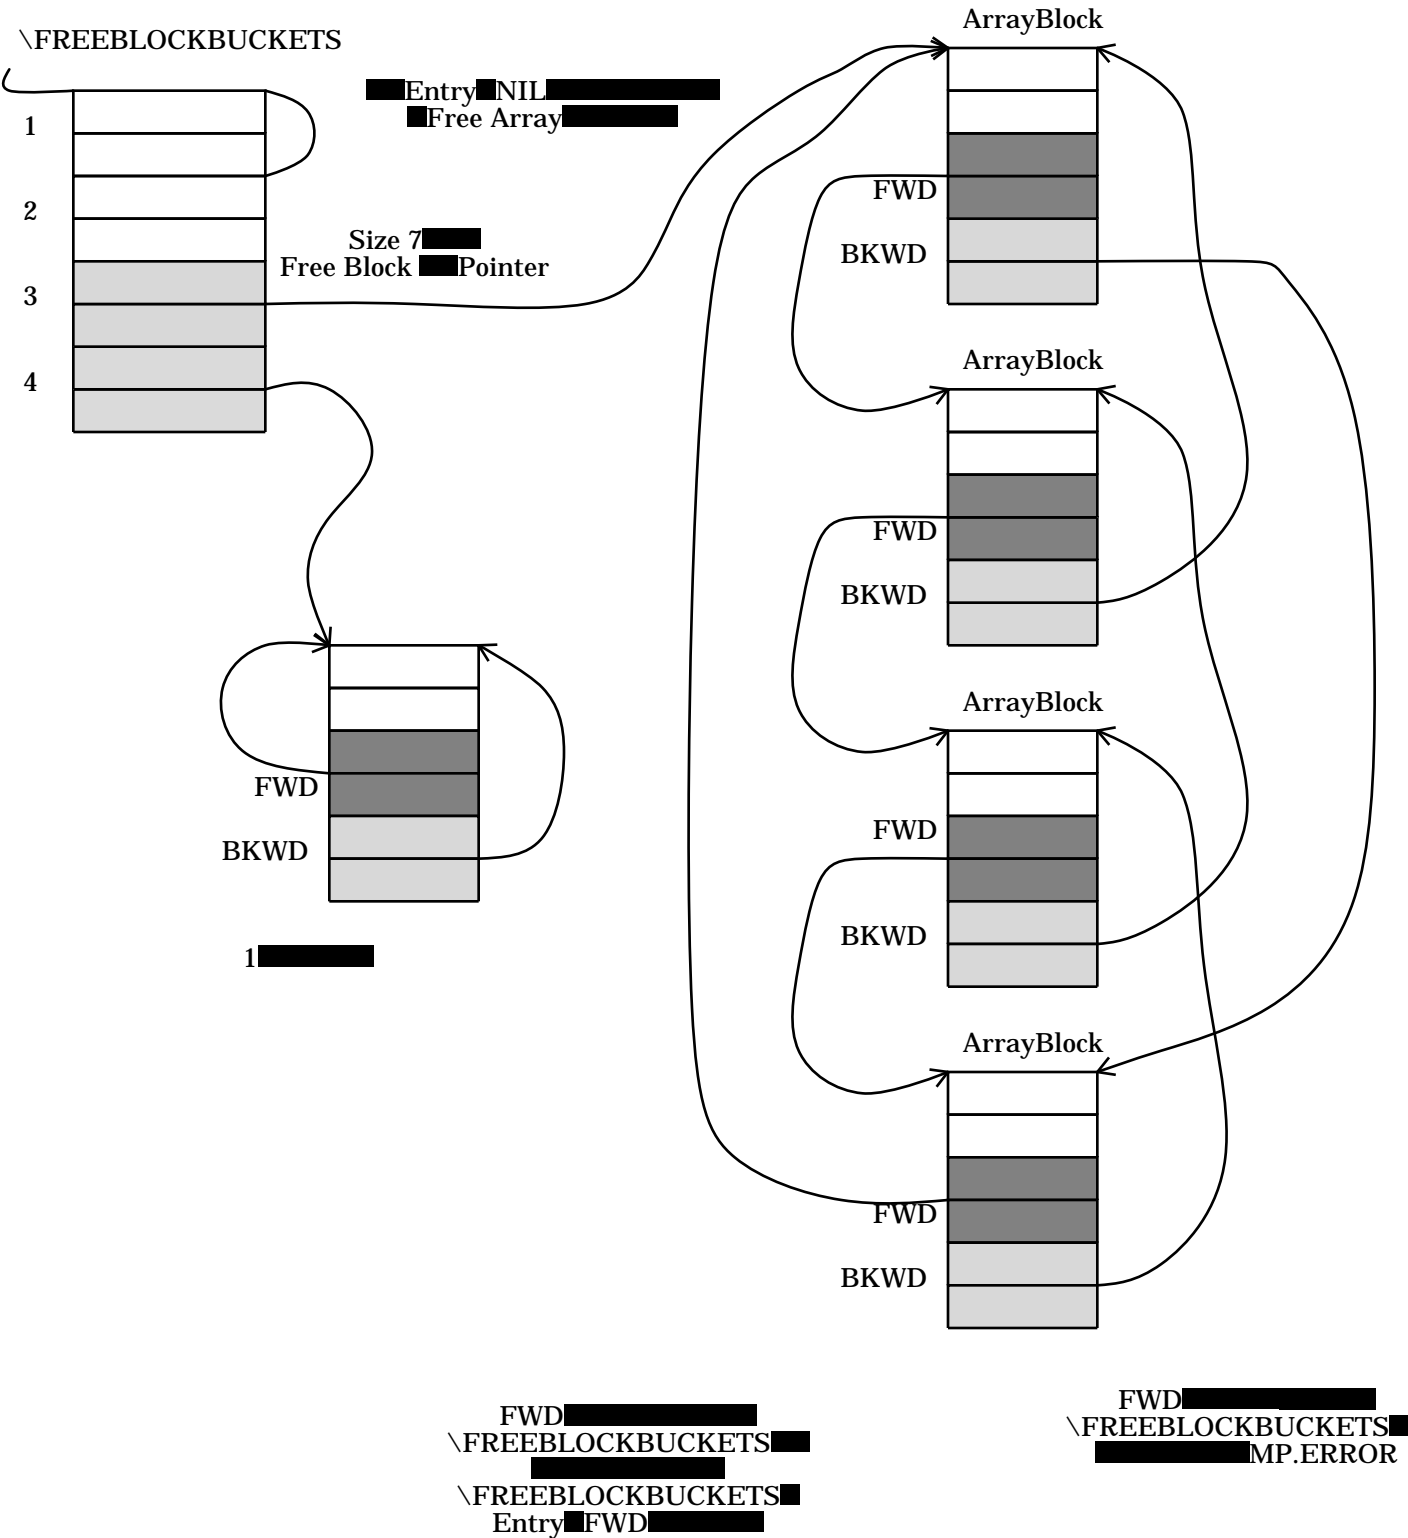 \FREEBLOCKBUCKETS
Entry NIL
Free Array
1
2
Size 7
Free Block Pointer
3
4
FWD
BKWD
1
ArrayBlock
FWD
BKWD
ArrayBlock
FWD
BKWD
ArrayBlock
FWD
BKWD
ArrayBlock
FWD
BKWD
FWD
\FREEBLOCKBUCKETS
\FREEBLOCKBUCKETS
Entry FWD
FWD
\FREEBLOCKBUCKETS
MP.ERROR